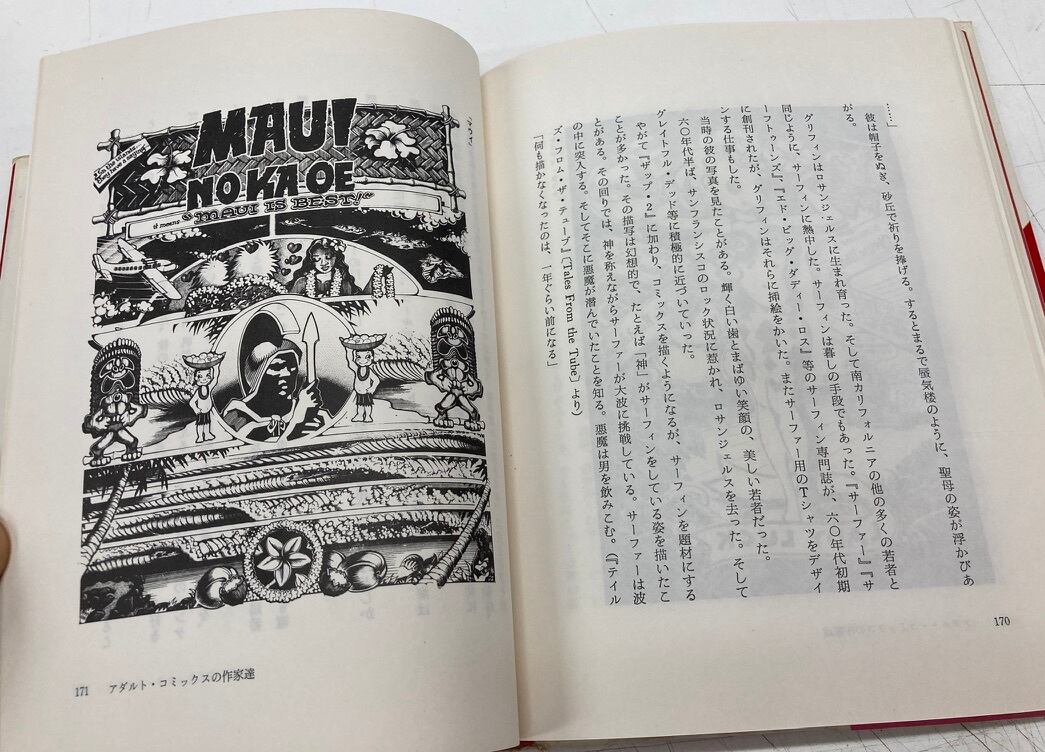 ……」
　彼は帽子をぬぎ、砂丘で祈りを捧げる。するとまるで蜃気楼のように、聖母の姿が浮かびあ
がる。
　グリフィンはロサンジェルスに生まれ育った。そして南カリフォルニアの他の多くの若者と
同じように、サーフィンに熱中した。サーフィンは暮しの手段でもあった。『サーファー』『サ
ーフトゥーンズ』、『エド・ビッグ・ダディー・ロス』等のサーフィン専門誌が、六〇年代初期
に創刊されたが、グリフィンはそれらに挿絵をかいた。またサーファー用のTシャツをデザイ
ンする仕事もした。
　当時の彼の写真を見たことがある。輝く白い歯とまばゆい笑顔の、美しい若者だった。
　六〇年代半ば、サンフランシスコのロック状況に惹かれ、ロサンジェルスを去った。そして
グレイトフル・デッド等に積極的に近づいていった。
　やがて『ザップ・2』に加わり、コミックスを描くようになるが、サーフィンを題材にする
ことが多かった。その描写は幻想的で、たとえば「神」がサーフィンをしている姿を描いたこ
とがある。その回りでは、神を称えながらサーファーが大波に挑戦している。サーファーは波
の中に突入する。そしてそこに悪魔が潜んでいたことを知る。悪魔は男を飲みこむ。（『テイル
ズ・フロム・ザ・チューブ』〔Tales From the Tube〕より）
　「何も描かなくなったのは、一年ぐらい前になる」
170
MAUI
NO KA OE
it means "MAUI IS BEST!"
171　アダルト・コミックスの作家達